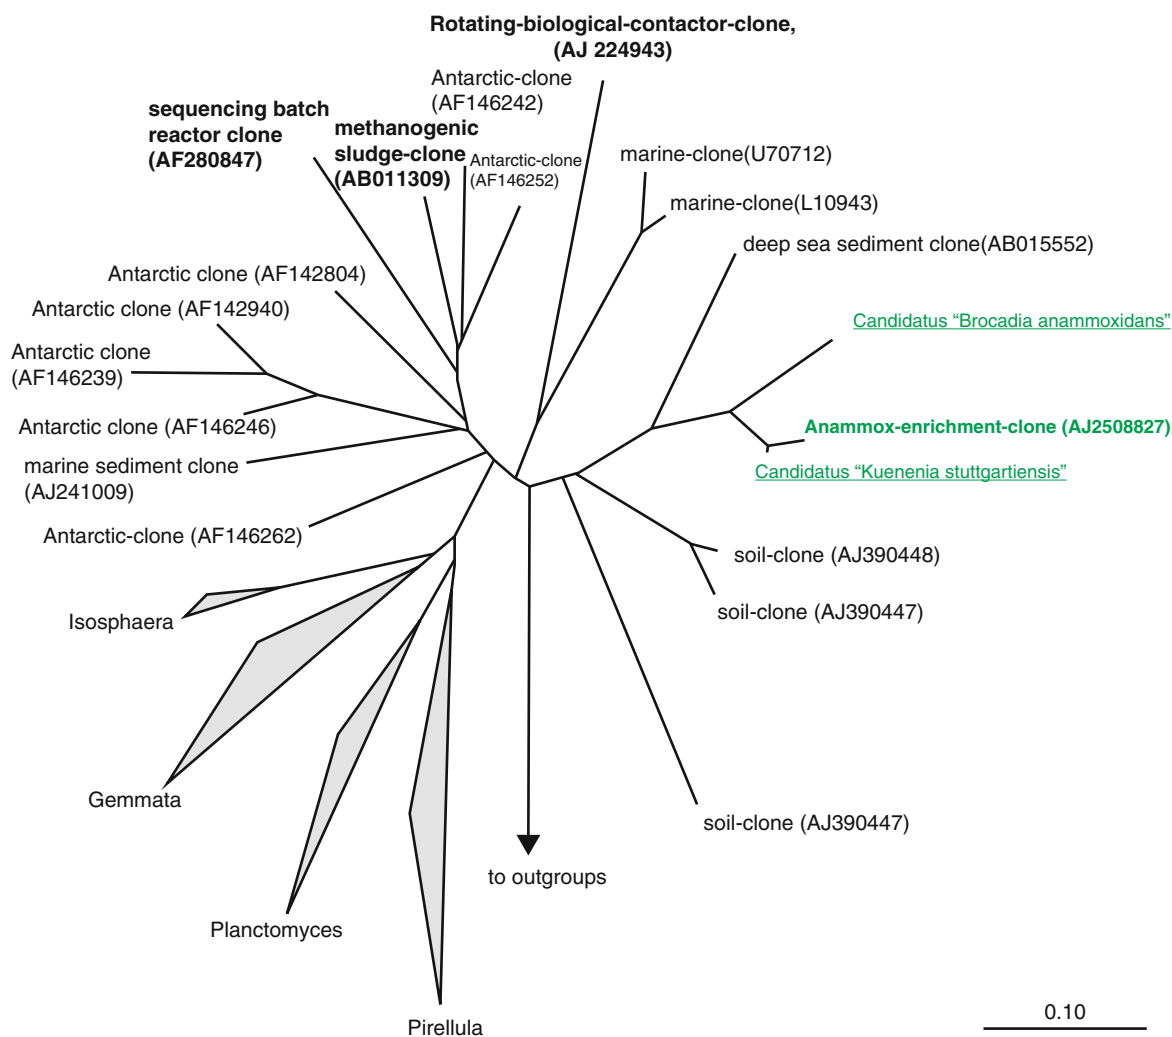 Rotating-biological-contactor-clone,
(AJ 224943)
Antarctic-clone
(AF146242)
sequencing batch
reactor clone
(AF280847)
methanogenic
sludge-clone
(AB011309)
Antarctic-clone
(AF146252)
marine-clone(U70712)
marine-clone(L10943)
deep sea sediment clone(AB015552)
Antarctic clone (AF142804)
Antarctic clone (AF142940)
Candidatus “Brocadia anammoxidans”
Antarctic clone
(AF146239)
Antarctic clone (AF146246)
Anammox-enrichment-clone (AJ2508827)
marine sediment clone
(AJ241009)
Candidatus “Kuenenia stuttgartiensis”
Antarctic-clone (AF146262)
soil-clone (AJ390448)
soil-clone (AJ390447)
Isosphaera
Gemmata
soil-clone (AJ390447)
to outgroups
Planctomyces
Pirellula
0.10